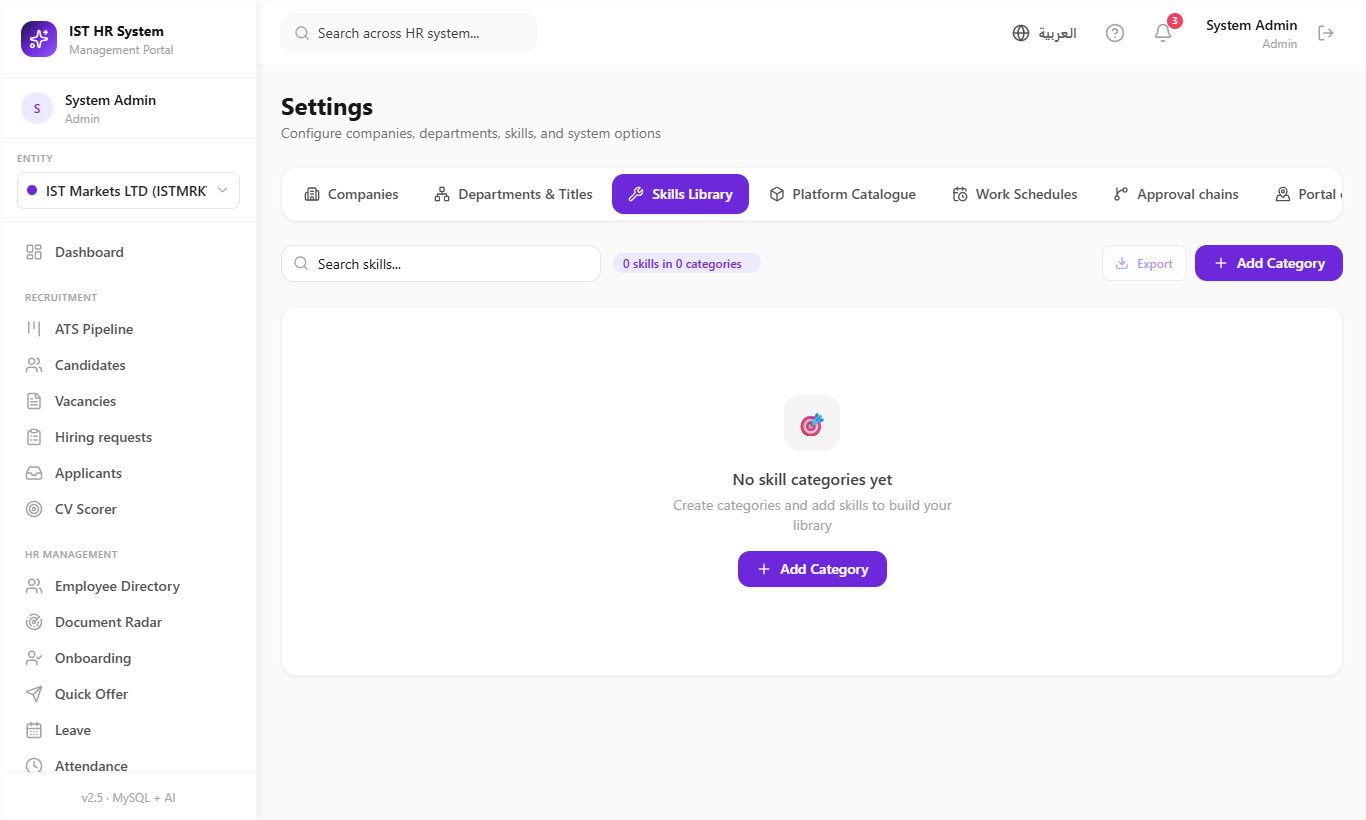 IST HR System
Management Portal
S
System Admin
Admin
ENTITY
IST Markets LTD (ISTMRK
Dashboard
RECRUITMENT
ATS Pipeline
Candidates
Vacancies
Hiring requests
Applicants
CV Scorer
HR MANAGEMENT
Employee Directory
Document Radar
Onboarding
Quick Offer
Leave
Attendance
v2.5 · MySQL + AI
Search across HR system...
العربية
3
System Admin
Admin
Settings
Configure companies, departments, skills, and system options
Companies
Departments & Titles
Skills Library
Platform Catalogue
Work Schedules
Approval chains
Portal
Search skills...
0 skills in 0 categories
Export
Add Category
No skill categories yet
Create categories and add skills to build your
library
Add Category